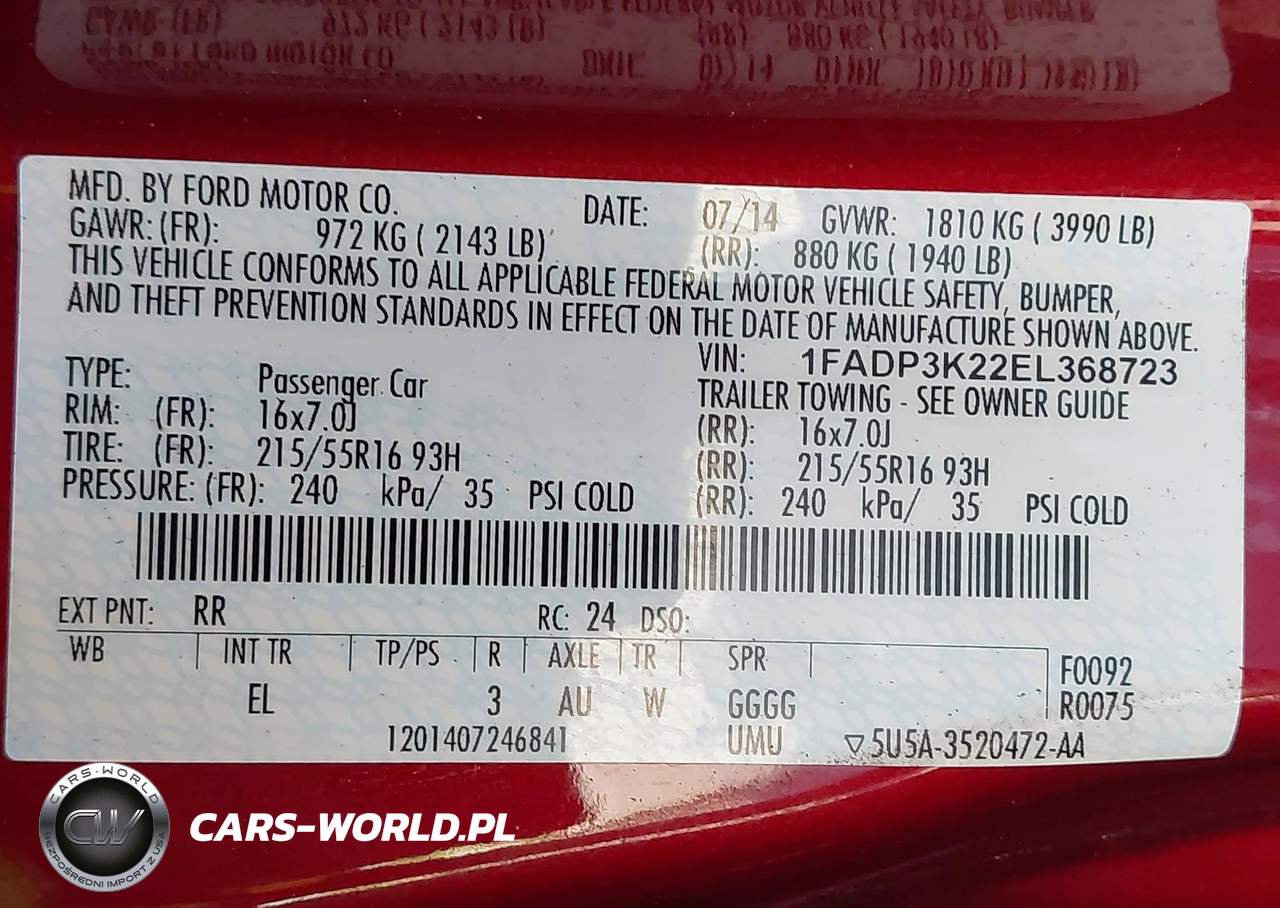 MFD. BY FORD MOTOR CO. DATE: 07/14 GVWR: 1810 KG ( 3990 LB)
GAWR: (FR): 972 KG ( 2143 LB) (RR): 880 KG ( 1940 LB)
THIS VEHICLE CONFORMS TO ALL APPLICABLE FEDERAL MOTOR VEHICLE SAFETY, BUMPER,
AND THEFT PREVENTION STANDARDS IN EFFECT ON THE DATE OF MANUFACTURE SHOWN ABOVE.
VIN: 1FADP3K22EL368723
TYPE: Passenger Car TRAILER TOWING - SEE OWNER GUIDE
RIM: (FR): 16x7.0J (RR): 16x7.0J
TIRE: (FR): 215/55R16 93H (RR): 215/55R16 93H
PRESSURE: (FR): 240 kPa/ 35 PSI COLD (RR): 240 kPa/ 35 PSI COLD
EXT PNT: RR RC: 24 DSO:
WB INT TR TP/PS R AXLE TR SPR F0092
EL 3 AU W GGGG R0075
1201407246841 UMU ▽5U5A-3520472-AA
CARS-WORLD
CW
BEZPOŚREDNI IMPORT Z USA
CARS-WORLD.PL